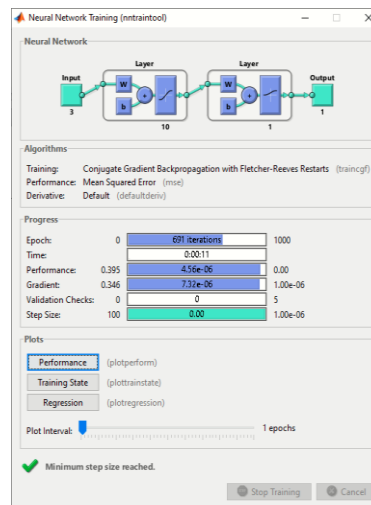 Neural Network Training (nntraintool)
Neural Network
Layer Layer
Input Output
W W
b b
3 10 1 1
Algorithms
Training: Conjugate Gradient Backpropagation with Fletcher-Reeves Restarts (traincgf)
Performance: Mean Squared Error (mse)
Derivative: Default (defaultderiv)
Progress
Epoch: 0 691 iterations 1000
Time: 0:00:11
Performance: 0.395 4.56e-06 0.00
Gradient: 0.346 7.32e-06 1.00e-06
Validation Checks: 0 0 5
Step Size: 100 0.00 1.00e-06
Plots
Performance (plotperform)
Training State (plottrainstate)
Regression (plotregression)
Plot Interval: 1 epochs
Minimum step size reached.
Stop Training Cancel